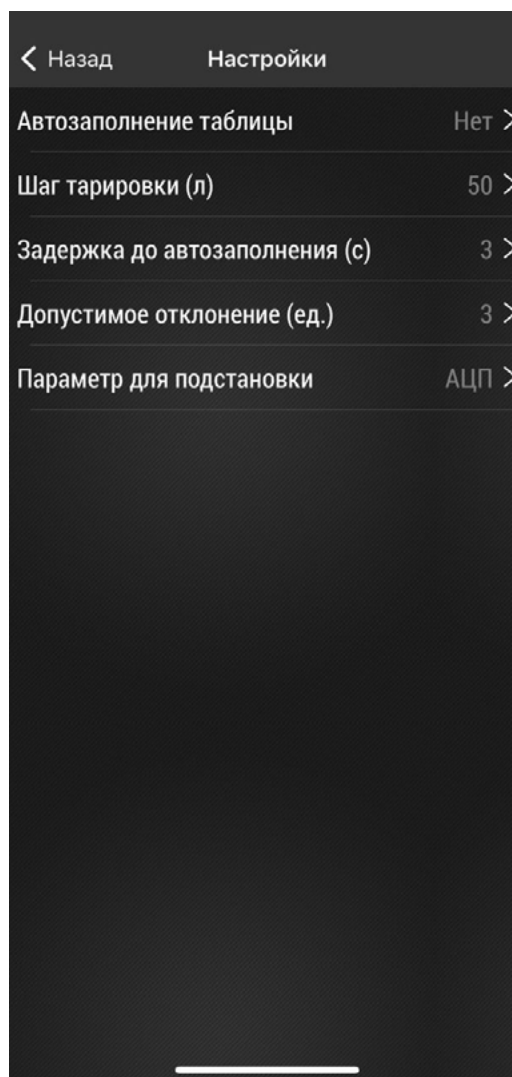 Назад Настройки
Автозаполнение таблицы Нет
Шаг тарировки (л) 50
Задержка до автозаполнения (с) 3
Допустимое отклонение (ед.) 3
Параметр для подстановки АЦП